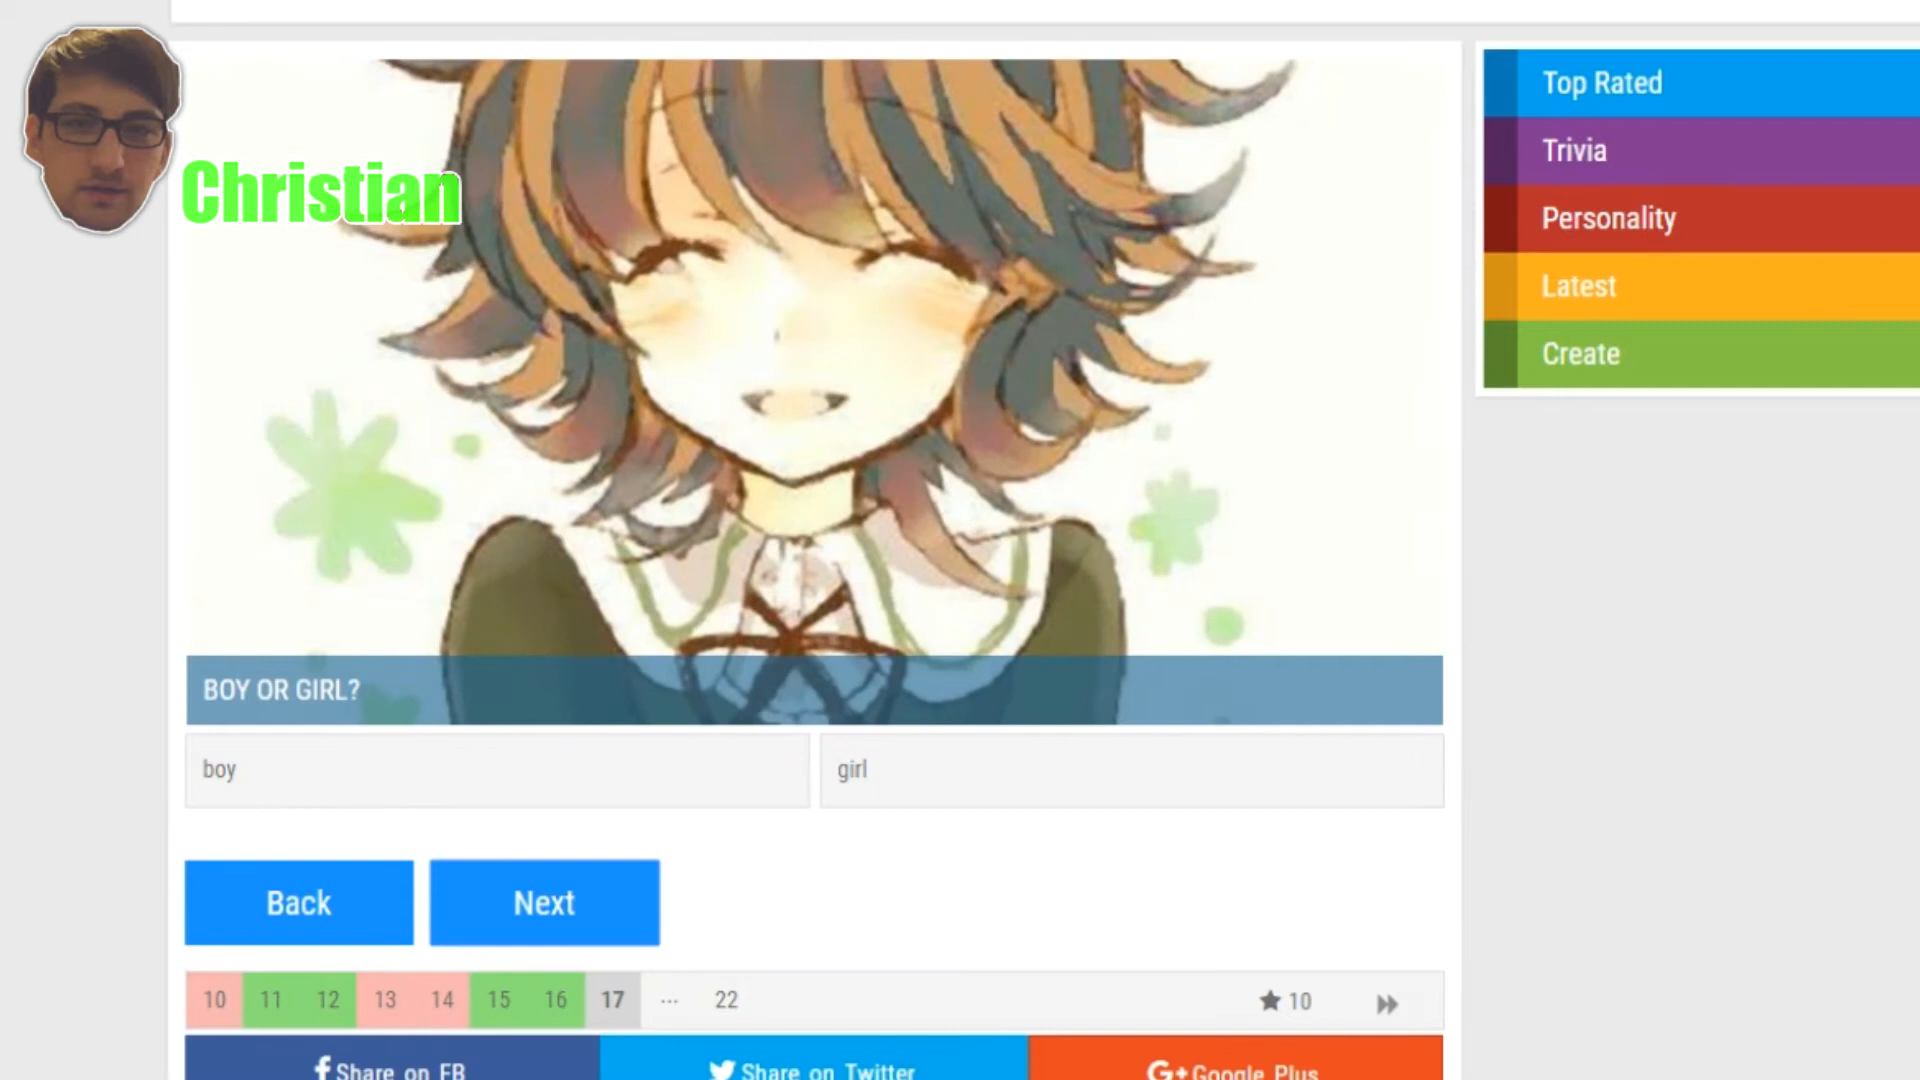 Christian
Top Rated
Trivia
Personality
Latest
Create
BOY OR GIRL?
boy
girl
Back
Next
10 11 12 13 14 15 16 17 ... 22
10
Share on FB
Share on Twitter
G+ Google Plus